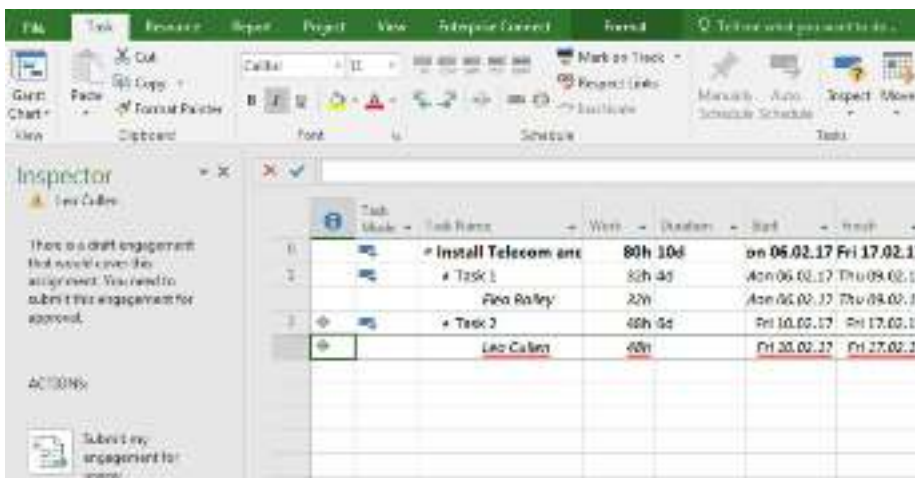 File Task Resource Report Project View Enterprise Connect Format Tell me what you want to do...
Cut
Copy
Format Painter
Paste
Gantt
Chart
Calibri 11
B I U A
Mark on Track
Respect Links
Inactivate
Manually
Schedule
Auto
Schedule
Inspect Move
View Clipboard Font Schedule Tasks
Inspector
Leo Cullen
There is a draft engagement
that would cover this
assignment. You need to
submit this engagement for
approval.
ACTIONS:
Submit my
engagement for
Task
Mode Task Name Work Duration Start Finish
0 Install Telecom anc 80h 10d on 06.02.17 Fri 17.02.1
Task 1 32h 4d Mon 06.02.17 Thu 09.02.1
32h Mon 06.02.17 Thu 09.02.1
Task 2 48h 6d Fri 10.02.17 Fri 17.02.1
Leo Cullen 48h Fri 10.02.17 Fri 17.02.1